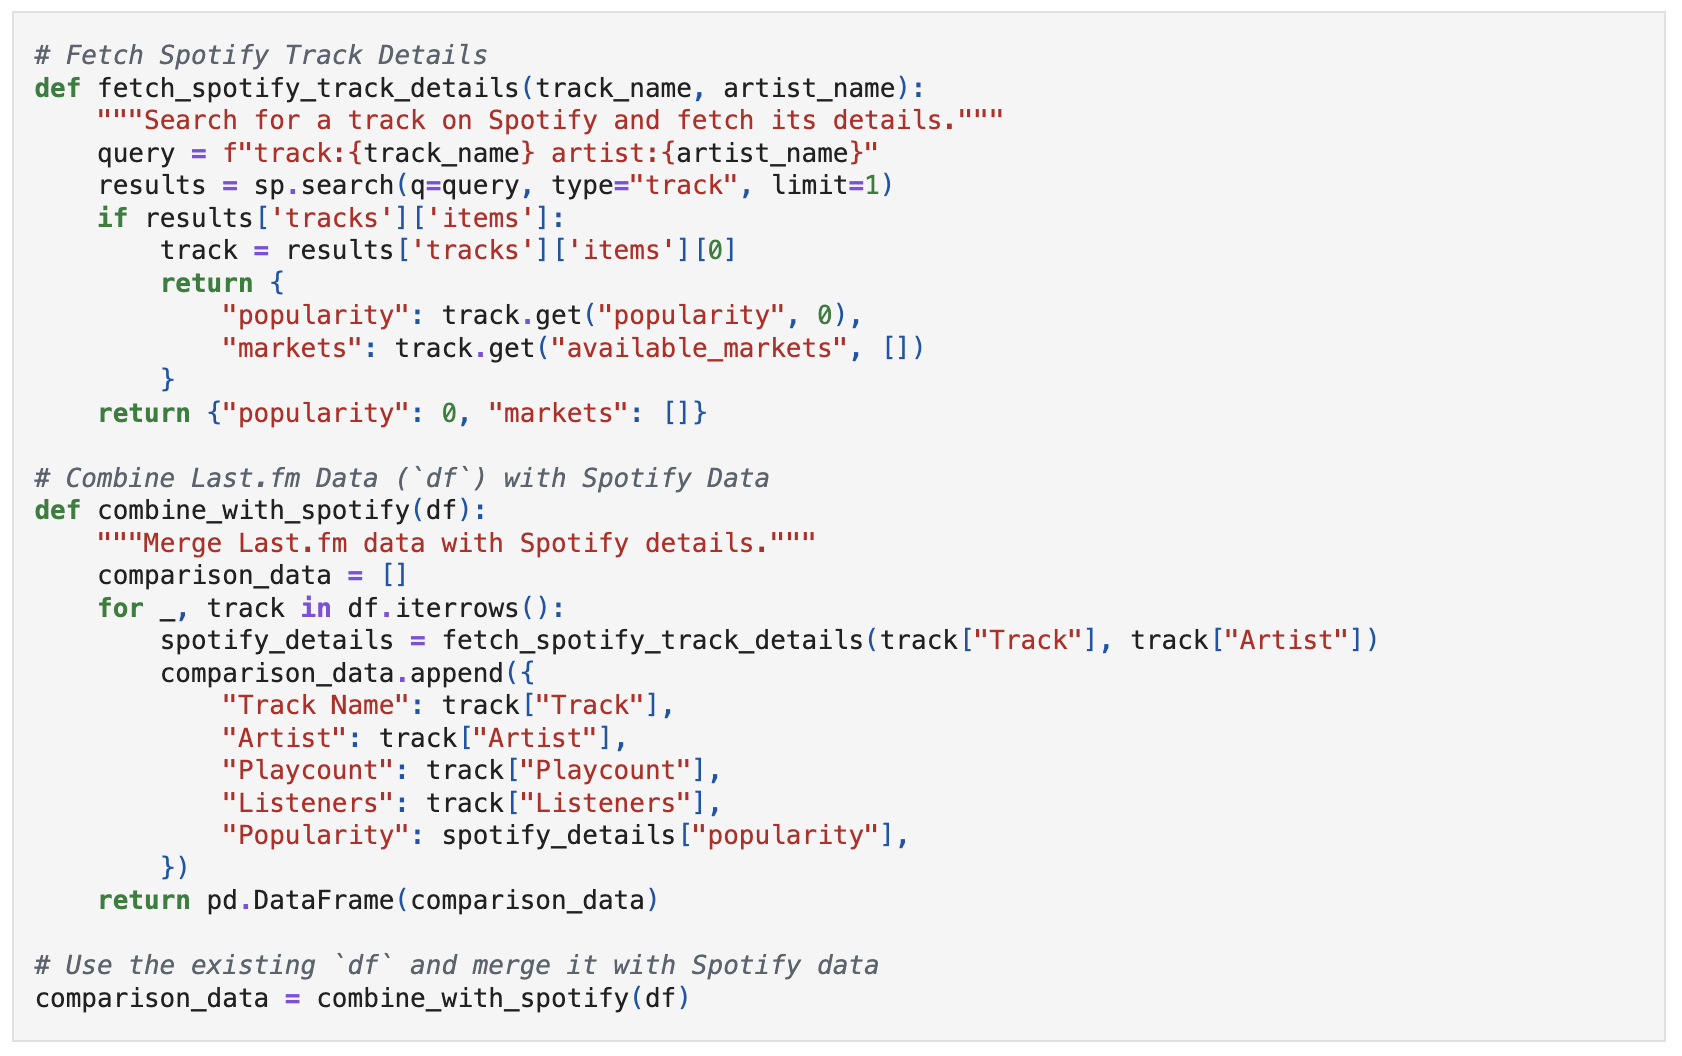 # Fetch Spotify Track Details
def fetch_spotify_track_details(track_name, artist_name):
    """Search for a track on Spotify and fetch its details."""
    query = f"track:{track_name} artist:{artist_name}"
    results = sp.search(q=query, type="track", limit=1)
    if results['tracks']['items']:
        track = results['tracks']['items'][0]
        return {
            "popularity": track.get("popularity", 0),
            "markets": track.get("available_markets", [])
        }
    return {"popularity": 0, "markets": []}

# Combine Last.fm Data (`df`) with Spotify Data
def combine_with_spotify(df):
    """Merge Last.fm data with Spotify details."""
    comparison_data = []
    for _, track in df.iterrows():
        spotify_details = fetch_spotify_track_details(track["Track"], track["Artist"])
        comparison_data.append({
            "Track Name": track["Track"],
            "Artist": track["Artist"],
            "Playcount": track["Playcount"],
            "Listeners": track["Listeners"],
            "Popularity": spotify_details["popularity"],
        })
    return pd.DataFrame(comparison_data)

# Use the existing `df` and merge it with Spotify data
comparison_data = combine_with_spotify(df)